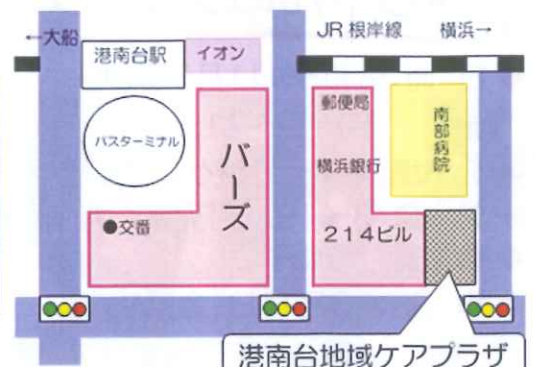 ←大船
JR 根岸線
横浜→
港南台駅
イオン
バスターミナル
バーズ
●交番
郵便局
横浜銀行
214ビル
南部病院
港南台地域ケアプラザ